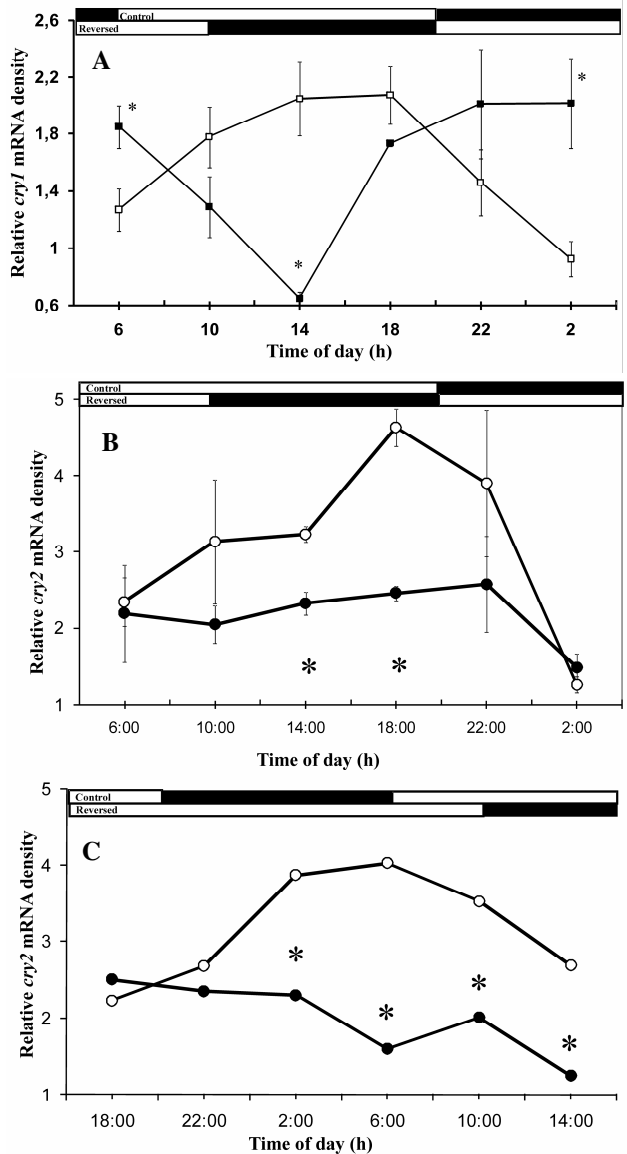 Control
Reversed
A
2,6
2,2
1,8
1,4
1
0,6
Relative cry1 mRNA density
*
*
*
6 10 14 18 22 2
Time of day (h)
Control
Reversed
B
5
4
3
2
1
Relative cry2 mRNA density
* *
6:00 10:00 14:00 18:00 22:00 2:00
Time of day (h)
Control
Reversed
C
5
4
3
2
1
Relative cry2 mRNA density
* * * *
18:00 22:00 2:00 6:00 10:00 14:00
Time of day (h)